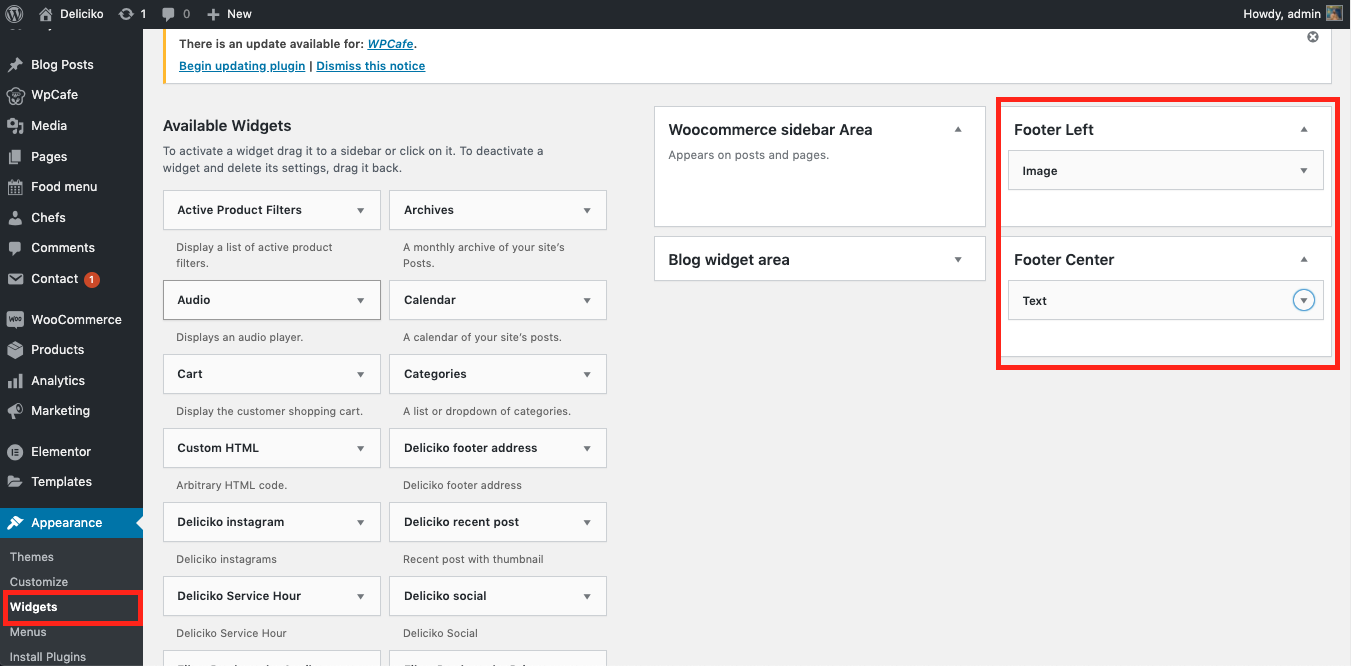 Deliciko
1
0
New
Howdy, admin
Blog Posts
WpCafe
Media
Pages
Food menu
Chefs
Comments
Contact 1
WooCommerce
Products
Analytics
Marketing
Elementor
Templates
Appearance
Themes
Customize
Widgets
Menus
Install Plugins
There is an update available for: WPCafe.
Begin updating plugin | Dismiss this notice
Available Widgets
To activate a widget drag it to a sidebar or click on it. To deactivate a
widget and delete its settings, drag it back.
Active Product Filters
Display a list of active product
filters.
Archives
A monthly archive of your site's
Posts.
Audio
Displays an audio player.
Calendar
A calendar of your site's posts.
Cart
Display the customer shopping cart.
Categories
A list or dropdown of categories.
Custom HTML
Arbitrary HTML code.
Deliciko footer address
Deliciko footer address
Deliciko instagram
Deliciko instagrams
Deliciko recent post
Recent post with thumbnail
Deliciko Service Hour
Deliciko Service Hour
Deliciko social
Deliciko Social
Woocommerce sidebar Area
Appears on posts and pages.
Blog widget area
Footer Left
Image
Footer Center
Text